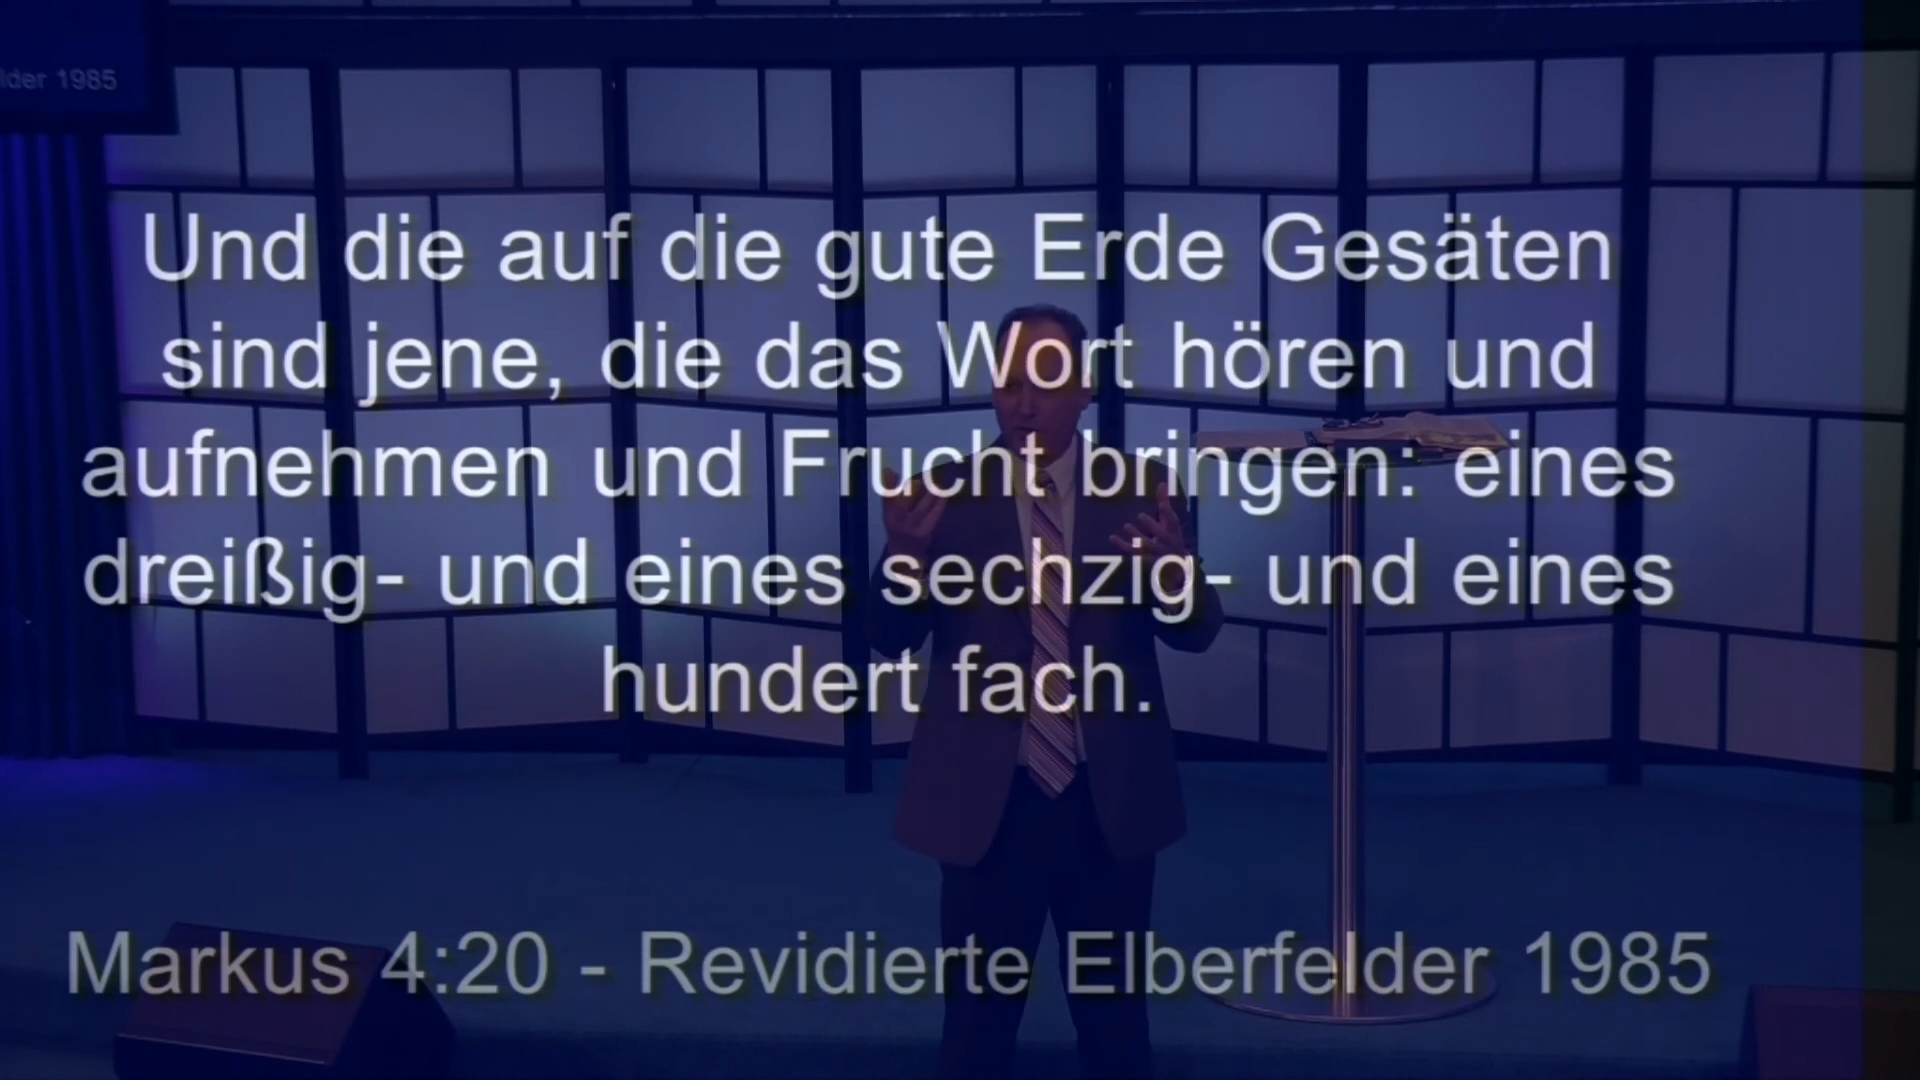 lder 1985
Und die auf die gute Erde Gesäten
sind jene, die das Wort hören und
aufnehmen und Frucht bringen: eines
dreißig- und eines sechzig- und eines
hundert fach.
Markus 4:20 - Revidierte Elberfelder 1985